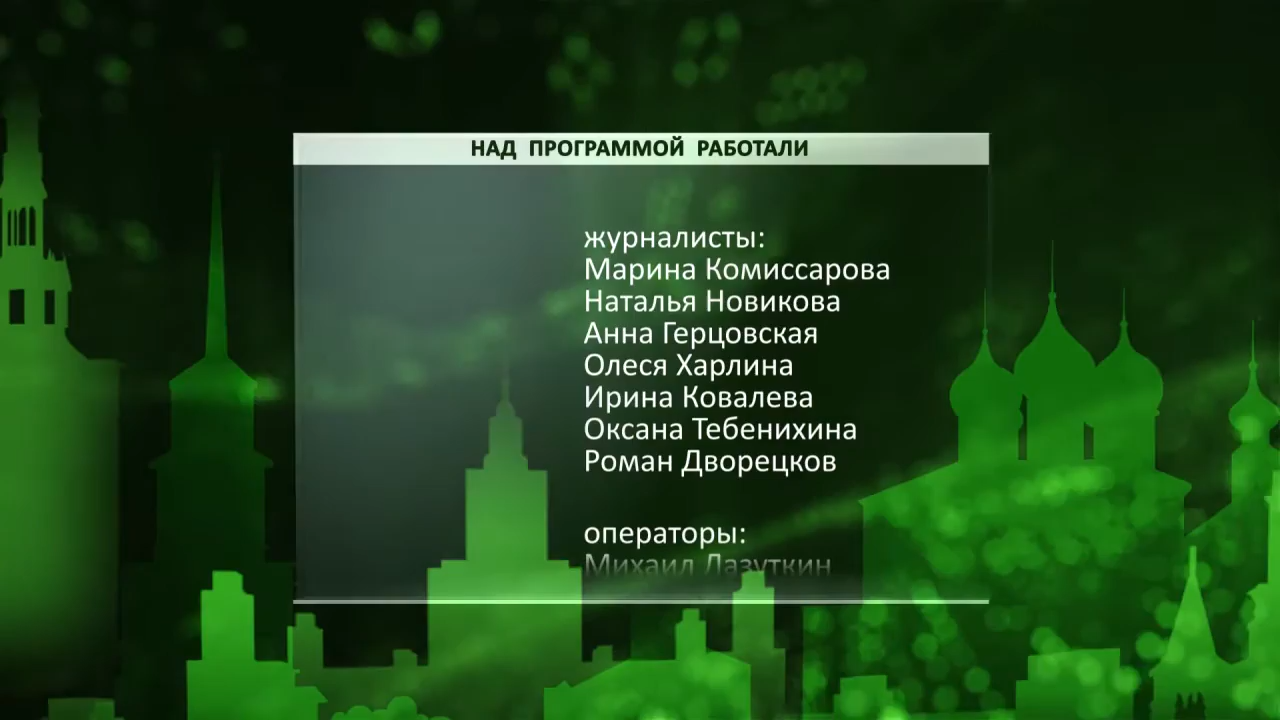 НАД ПРОГРАММОЙ РАБОТАЛИ
журналисты:
Марина Комиссарова
Наталья Новикова
Анна Герцовская
Олеся Харлина
Ирина Ковалева
Оксана Тебенихина
Роман Дворецков
операторы:
Михаил Лазуткин